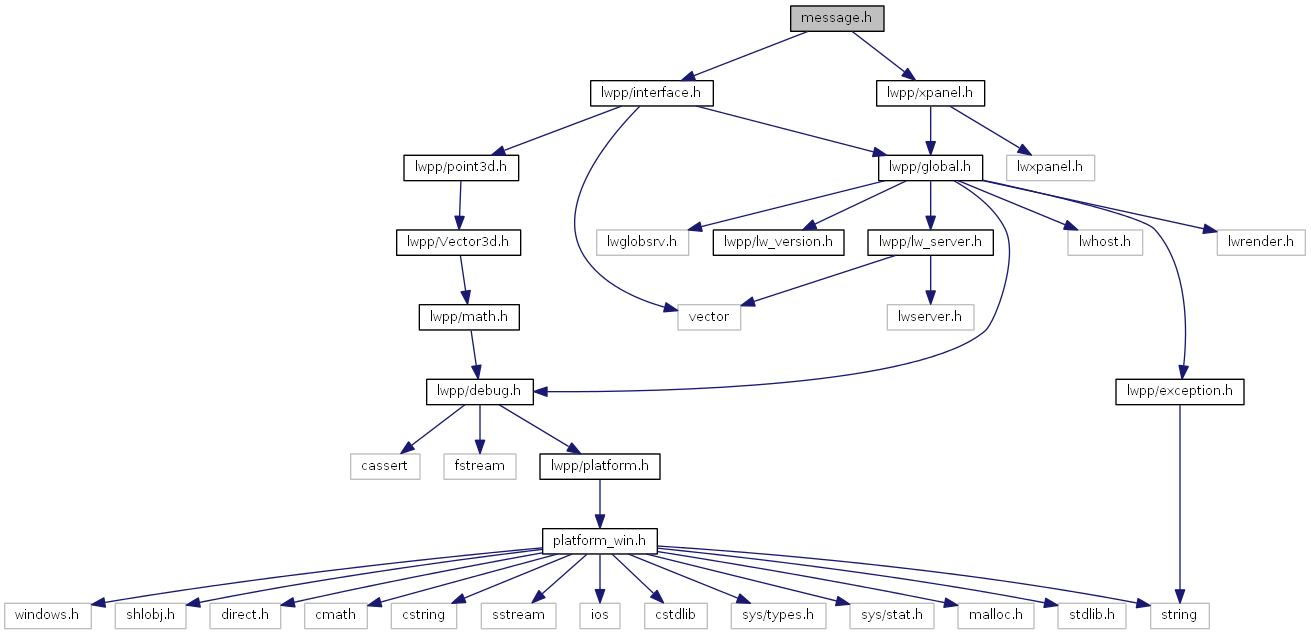 message.h
lwpp/interface.h
lwpp/xpanel.h
lwpp/point3d.h
lwpp/global.h
lwxpanel.h
lwpp/Vector3d.h
lwglobsrv.h
lwpp/lw_version.h
lwpp/lw_server.h
lwhost.h
lwrender.h
lwpp/math.h
vector
lwserver.h
lwpp/debug.h
lwpp/exception.h
cassert
fstream
lwpp/platform.h
platform_win.h
windows.h
shlobj.h
direct.h
cmath
cstring
sstream
ios
cstdlib
sys/types.h
sys/stat.h
malloc.h
stdlib.h
string